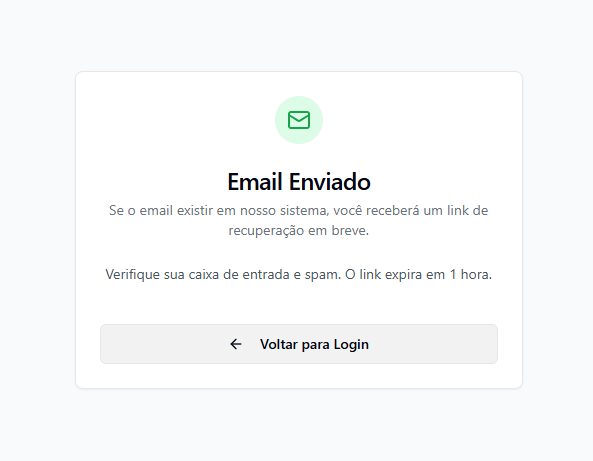 Email Enviado
Se o email existir em nosso sistema, você receberá um link de
recuperação em breve.
Verifique sua caixa de entrada e spam. O link expira em 1 hora.
Voltar para Login